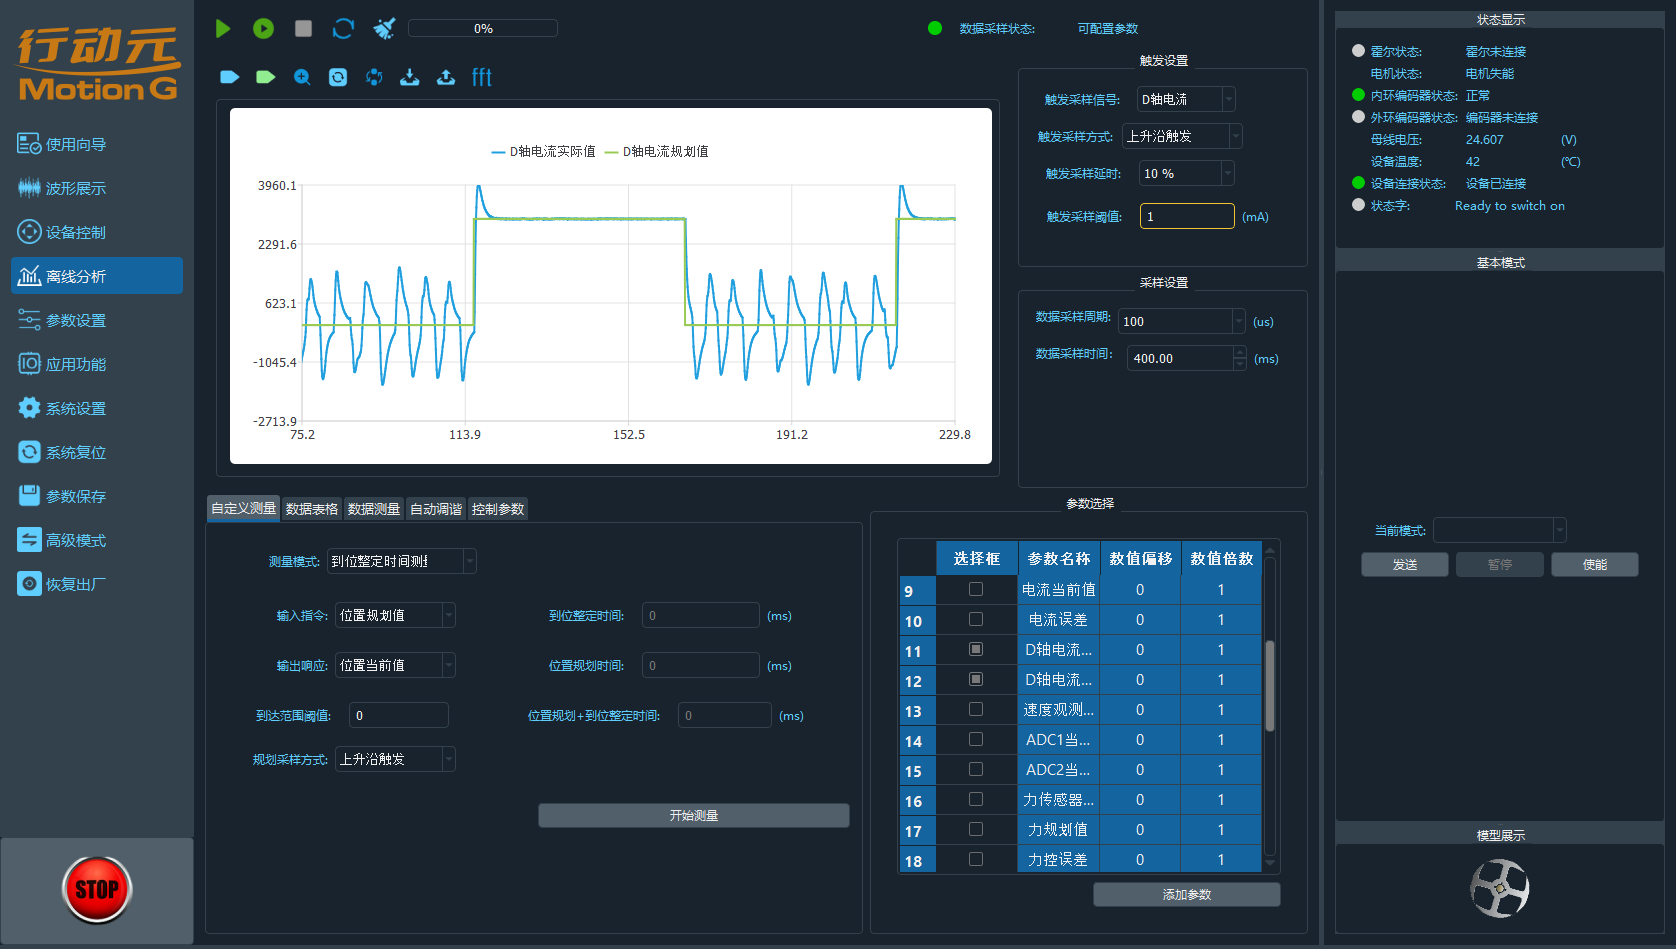 行动元
Motion G
使用向导
波形展示
设备控制
离线分析
参数设置
应用功能
系统设置
系统复位
参数保存
高级模式
恢复出厂
STOP
0%
数据采样状态: 可配置参数
fft
D轴电流实际值 D轴电流规划值
3960.1
2291.6
623.1
-1045.4
-2713.9
75.2 113.9 152.5 191.2 229.8
触发设置
触发采样信号: D轴电流
触发采样方式: 上升沿触发
触发采样延时: 10 %
触发采样阈值: 1 (mA)
采样设置
数据采样周期: 100 (us)
数据采样时间: 400.00 (ms)
自定义测量 数据表格 数据测量 自动调谐 控制参数
测量模式: 到位整定时间测量
输入指令: 位置规划值 到位整定时间: 0 (ms)
输出响应: 位置当前值 位置规划时间: 0 (ms)
到达范围阈值: 0 位置规划+到位整定时间: 0 (ms)
规划采样方式: 上升沿触发
开始测量
参数选择
选择框 参数名称 数值偏移 数值倍数
9 电流当前值 0 1
10 电流误差 0 1
11 D轴电流... 0 1
12 D轴电流... 0 1
13 速度观测... 0 1
14 ADC1当... 0 1
15 ADC2当... 0 1
16 力传感器... 0 1
17 力规划值 0 1
18 力控误差 0 1
添加参数
状态显示
霍尔状态: 霍尔未连接
电机状态: 电机失能
内环编码器状态: 正常
外环编码器状态: 编码器未连接
母线电压: 24.607 (V)
设备温度: 42 (℃)
设备连接状态: 设备已连接
状态字: Ready to switch on
基本模式
当前模式:
发送 暂停 使能
模型展示